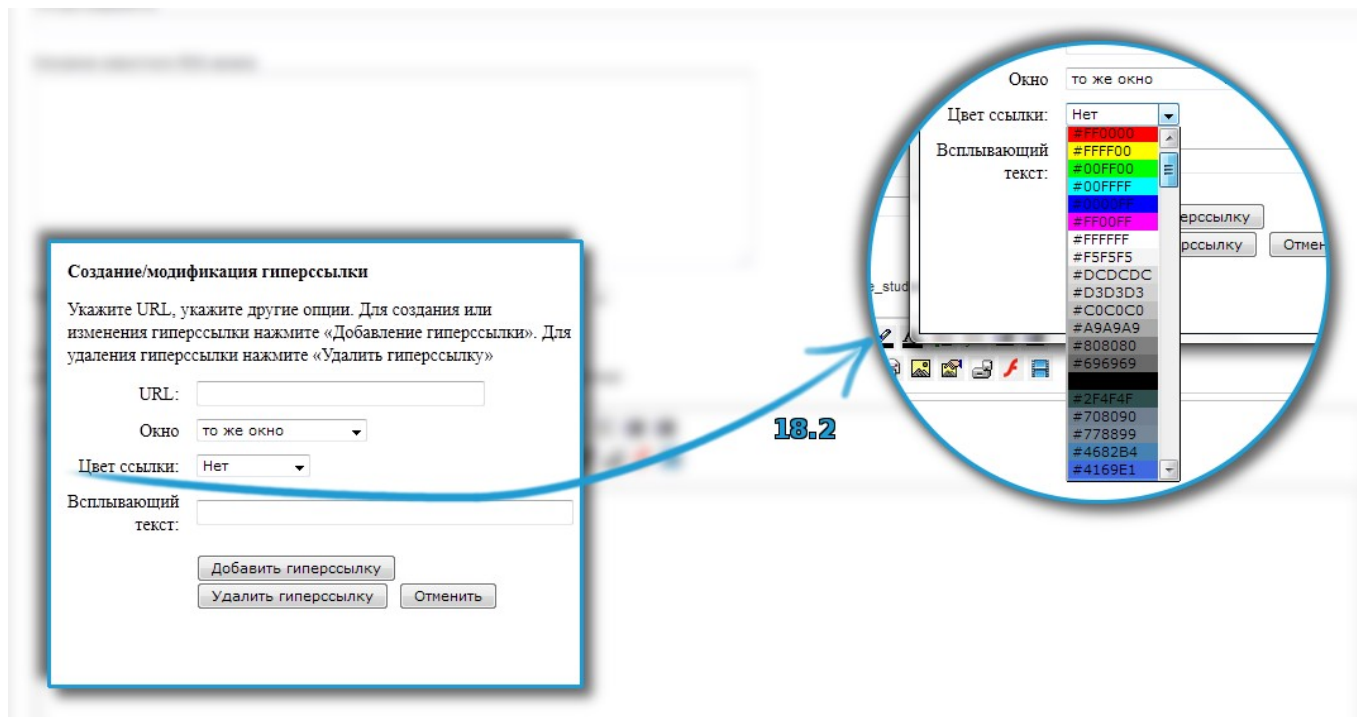 Создание/модификация гиперссылки
Укажите URL, укажите другие опции. Для создания или
изменения гиперссылки нажмите «Добавление гиперссылки». Для
удаления гиперссылки нажмите «Удалить гиперссылку»
URL:
Окно то же окно
Цвет ссылки: Нет
Всплывающий
текст:
Добавить гиперссылку
Удалить гиперссылку Отменить
18.2
Окно то же окно
Цвет ссылки: Нет
Всплывающий
текст:
#FF0000
#FFFF00
#00FF00
#00FFFF
#0000FF
#FF00FF
#FFFFFF
#F5F5F5
#DCDCDC
#D3D3D3
#C0C0C0
#A9A9A9
#808080
#696969
#2F4F4F
#708090
#778899
#4682B4
#4169E1
ерссылку
рссылку Отмен
e_stud